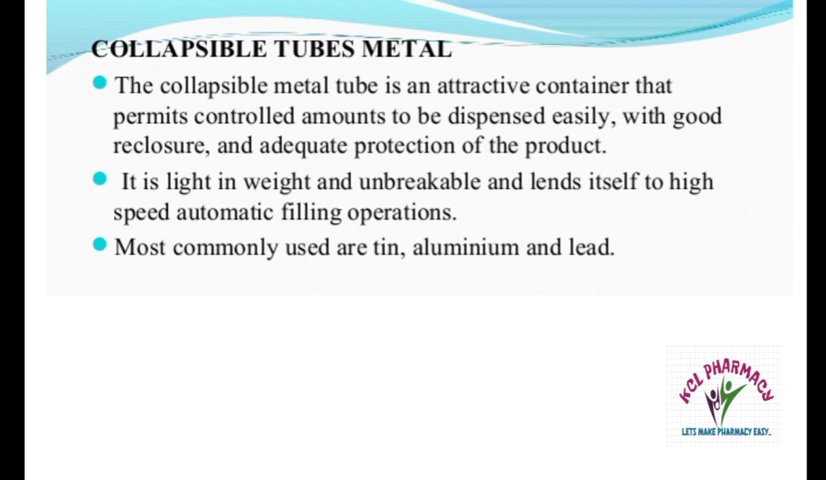 COLLAPSIBLE TUBES METAL
The collapsible metal tube is an attractive container that
permits controlled amounts to be dispensed easily, with good
reclosure, and adequate protection of the product.
It is light in weight and unbreakable and lends itself to high
speed automatic filling operations.
Most commonly used are tin, aluminium and lead.
KCL PHARMACY
LETS MAKE PHARMACY EASY..